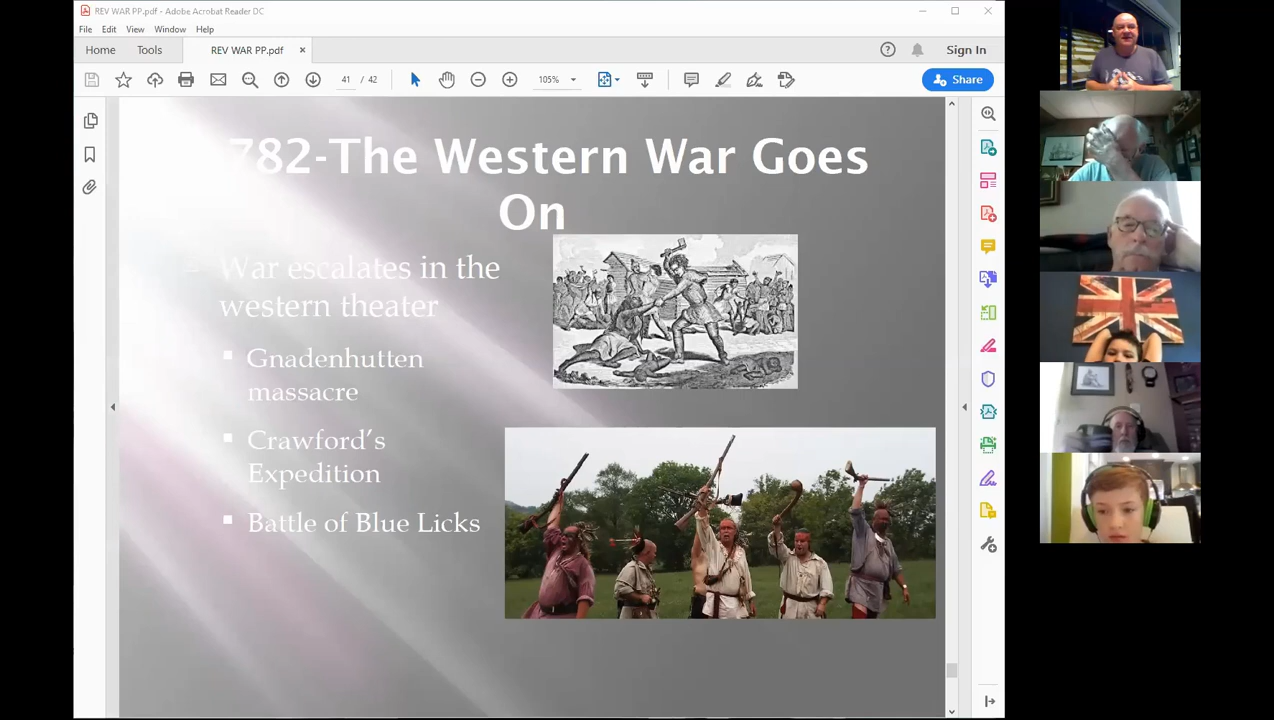 REV WAR PP.pdf - Adobe Acrobat Reader DC
File Edit View Window Help
Home Tools REV WAR PP.pdf × ? Sign In
41 / 42 105% Share
782-The Western War Goes
On
War escalates in the
western theater
Gnadenhutten
massacre
Crawford's
Expedition
Battle of Blue Licks